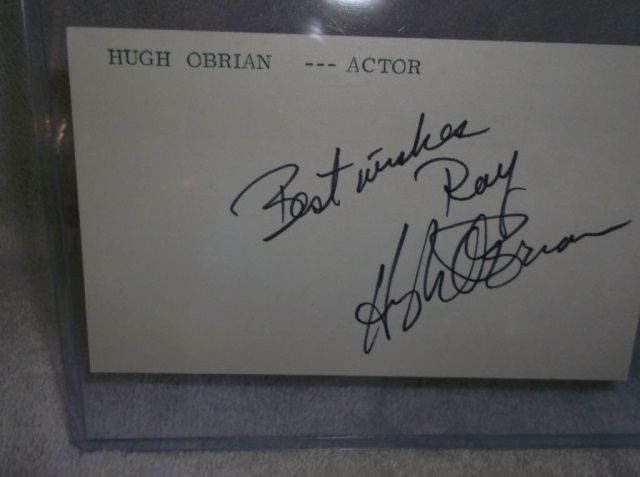 HUGH OBRIAN --- ACTOR
Best wishes
Ray
Hugh O'Brian